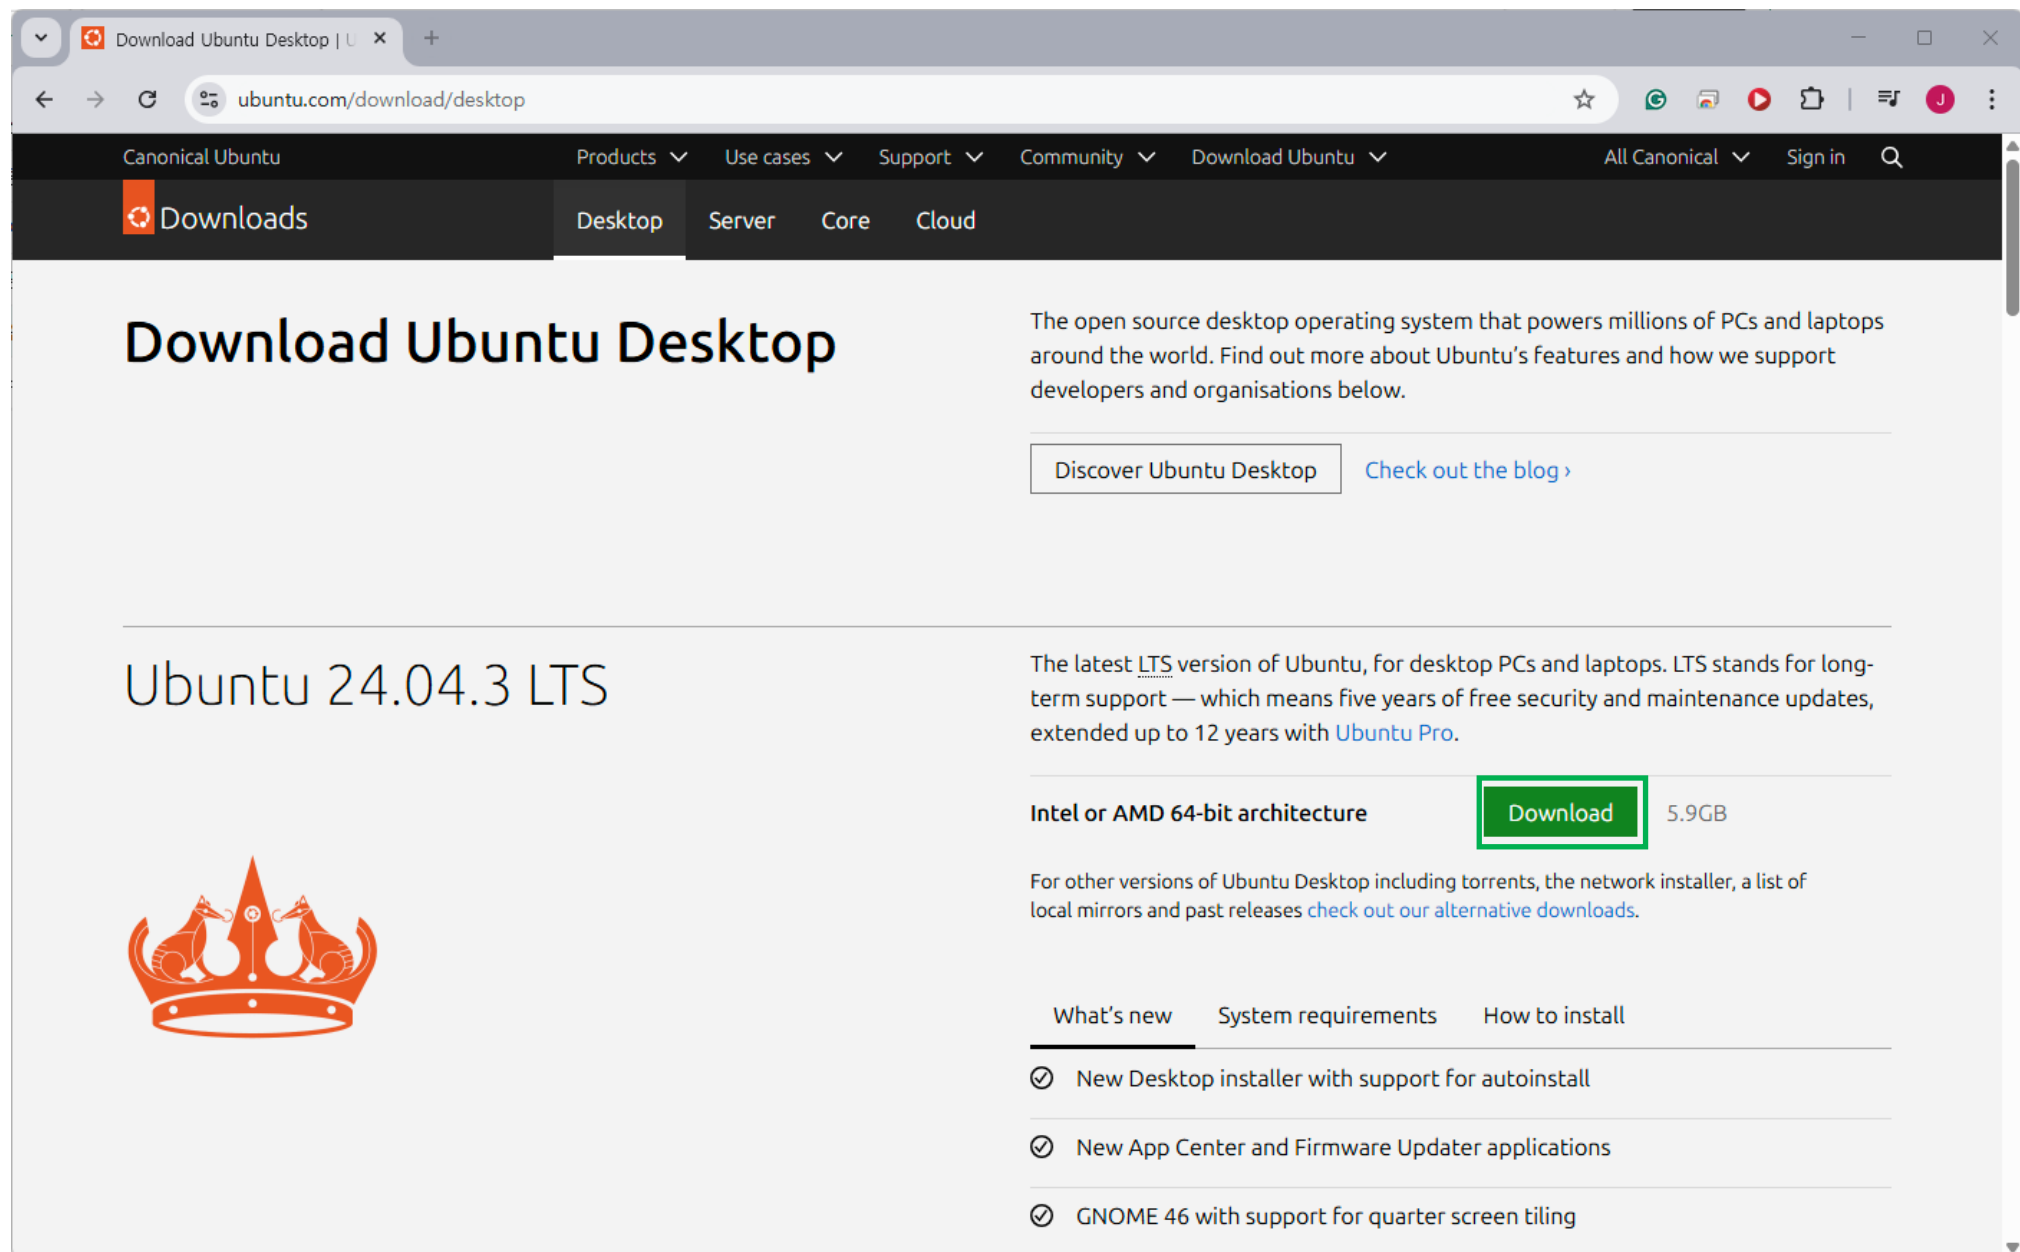 Download Ubuntu Desktop | U
ubuntu.com/download/desktop
J
Canonical Ubuntu Products Use cases Support Community Download Ubuntu All Canonical Sign in
Downloads Desktop Server Core Cloud
Download Ubuntu Desktop
The open source desktop operating system that powers millions of PCs and laptops
around the world. Find out more about Ubuntu’s features and how we support
developers and organisations below.
Discover Ubuntu Desktop Check out the blog ›
Ubuntu 24.04.3 LTS
The latest LTS version of Ubuntu, for desktop PCs and laptops. LTS stands for long-
term support — which means five years of free security and maintenance updates,
extended up to 12 years with Ubuntu Pro.
Intel or AMD 64-bit architecture Download 5.9GB
For other versions of Ubuntu Desktop including torrents, the network installer, a list of
local mirrors and past releases check out our alternative downloads.
What’s new System requirements How to install
New Desktop installer with support for autoinstall
New App Center and Firmware Updater applications
GNOME 46 with support for quarter screen tiling